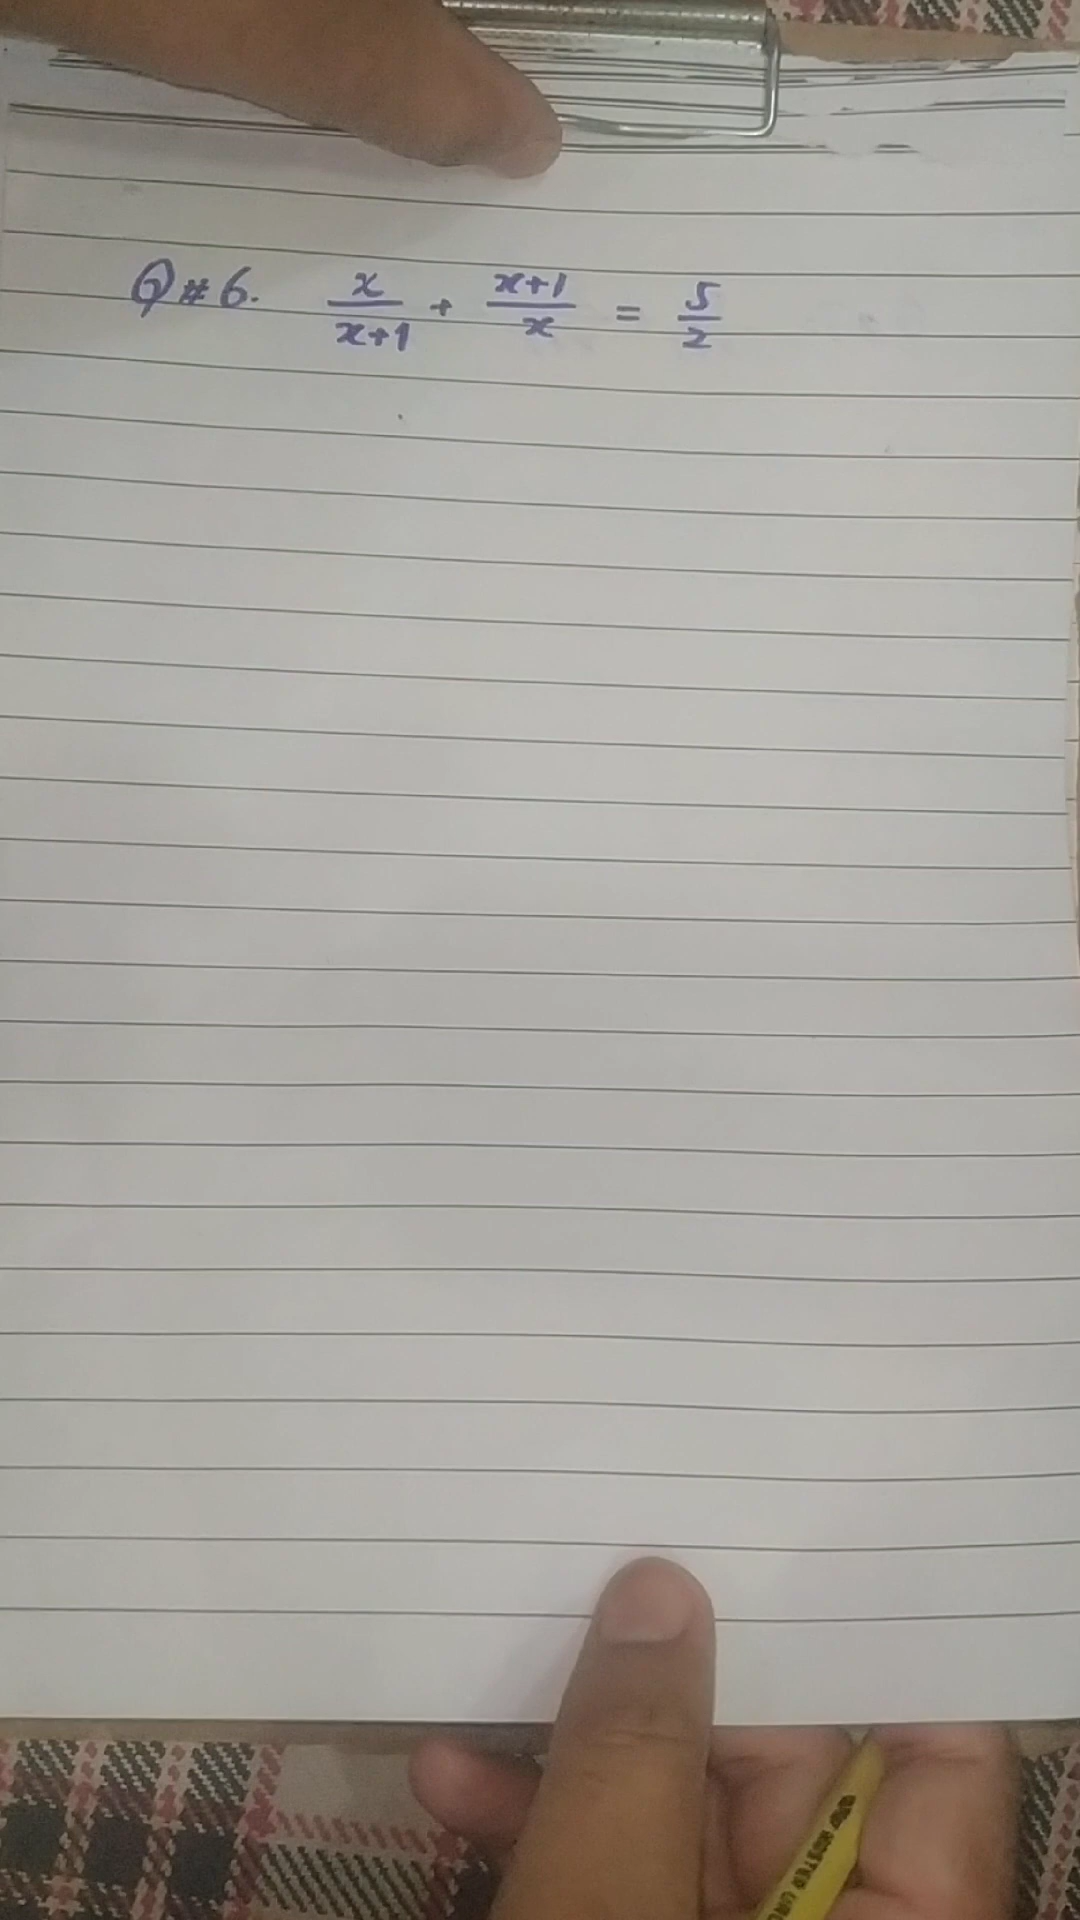 Q#6. x/(x+1) + (x+1)/x = 5/2